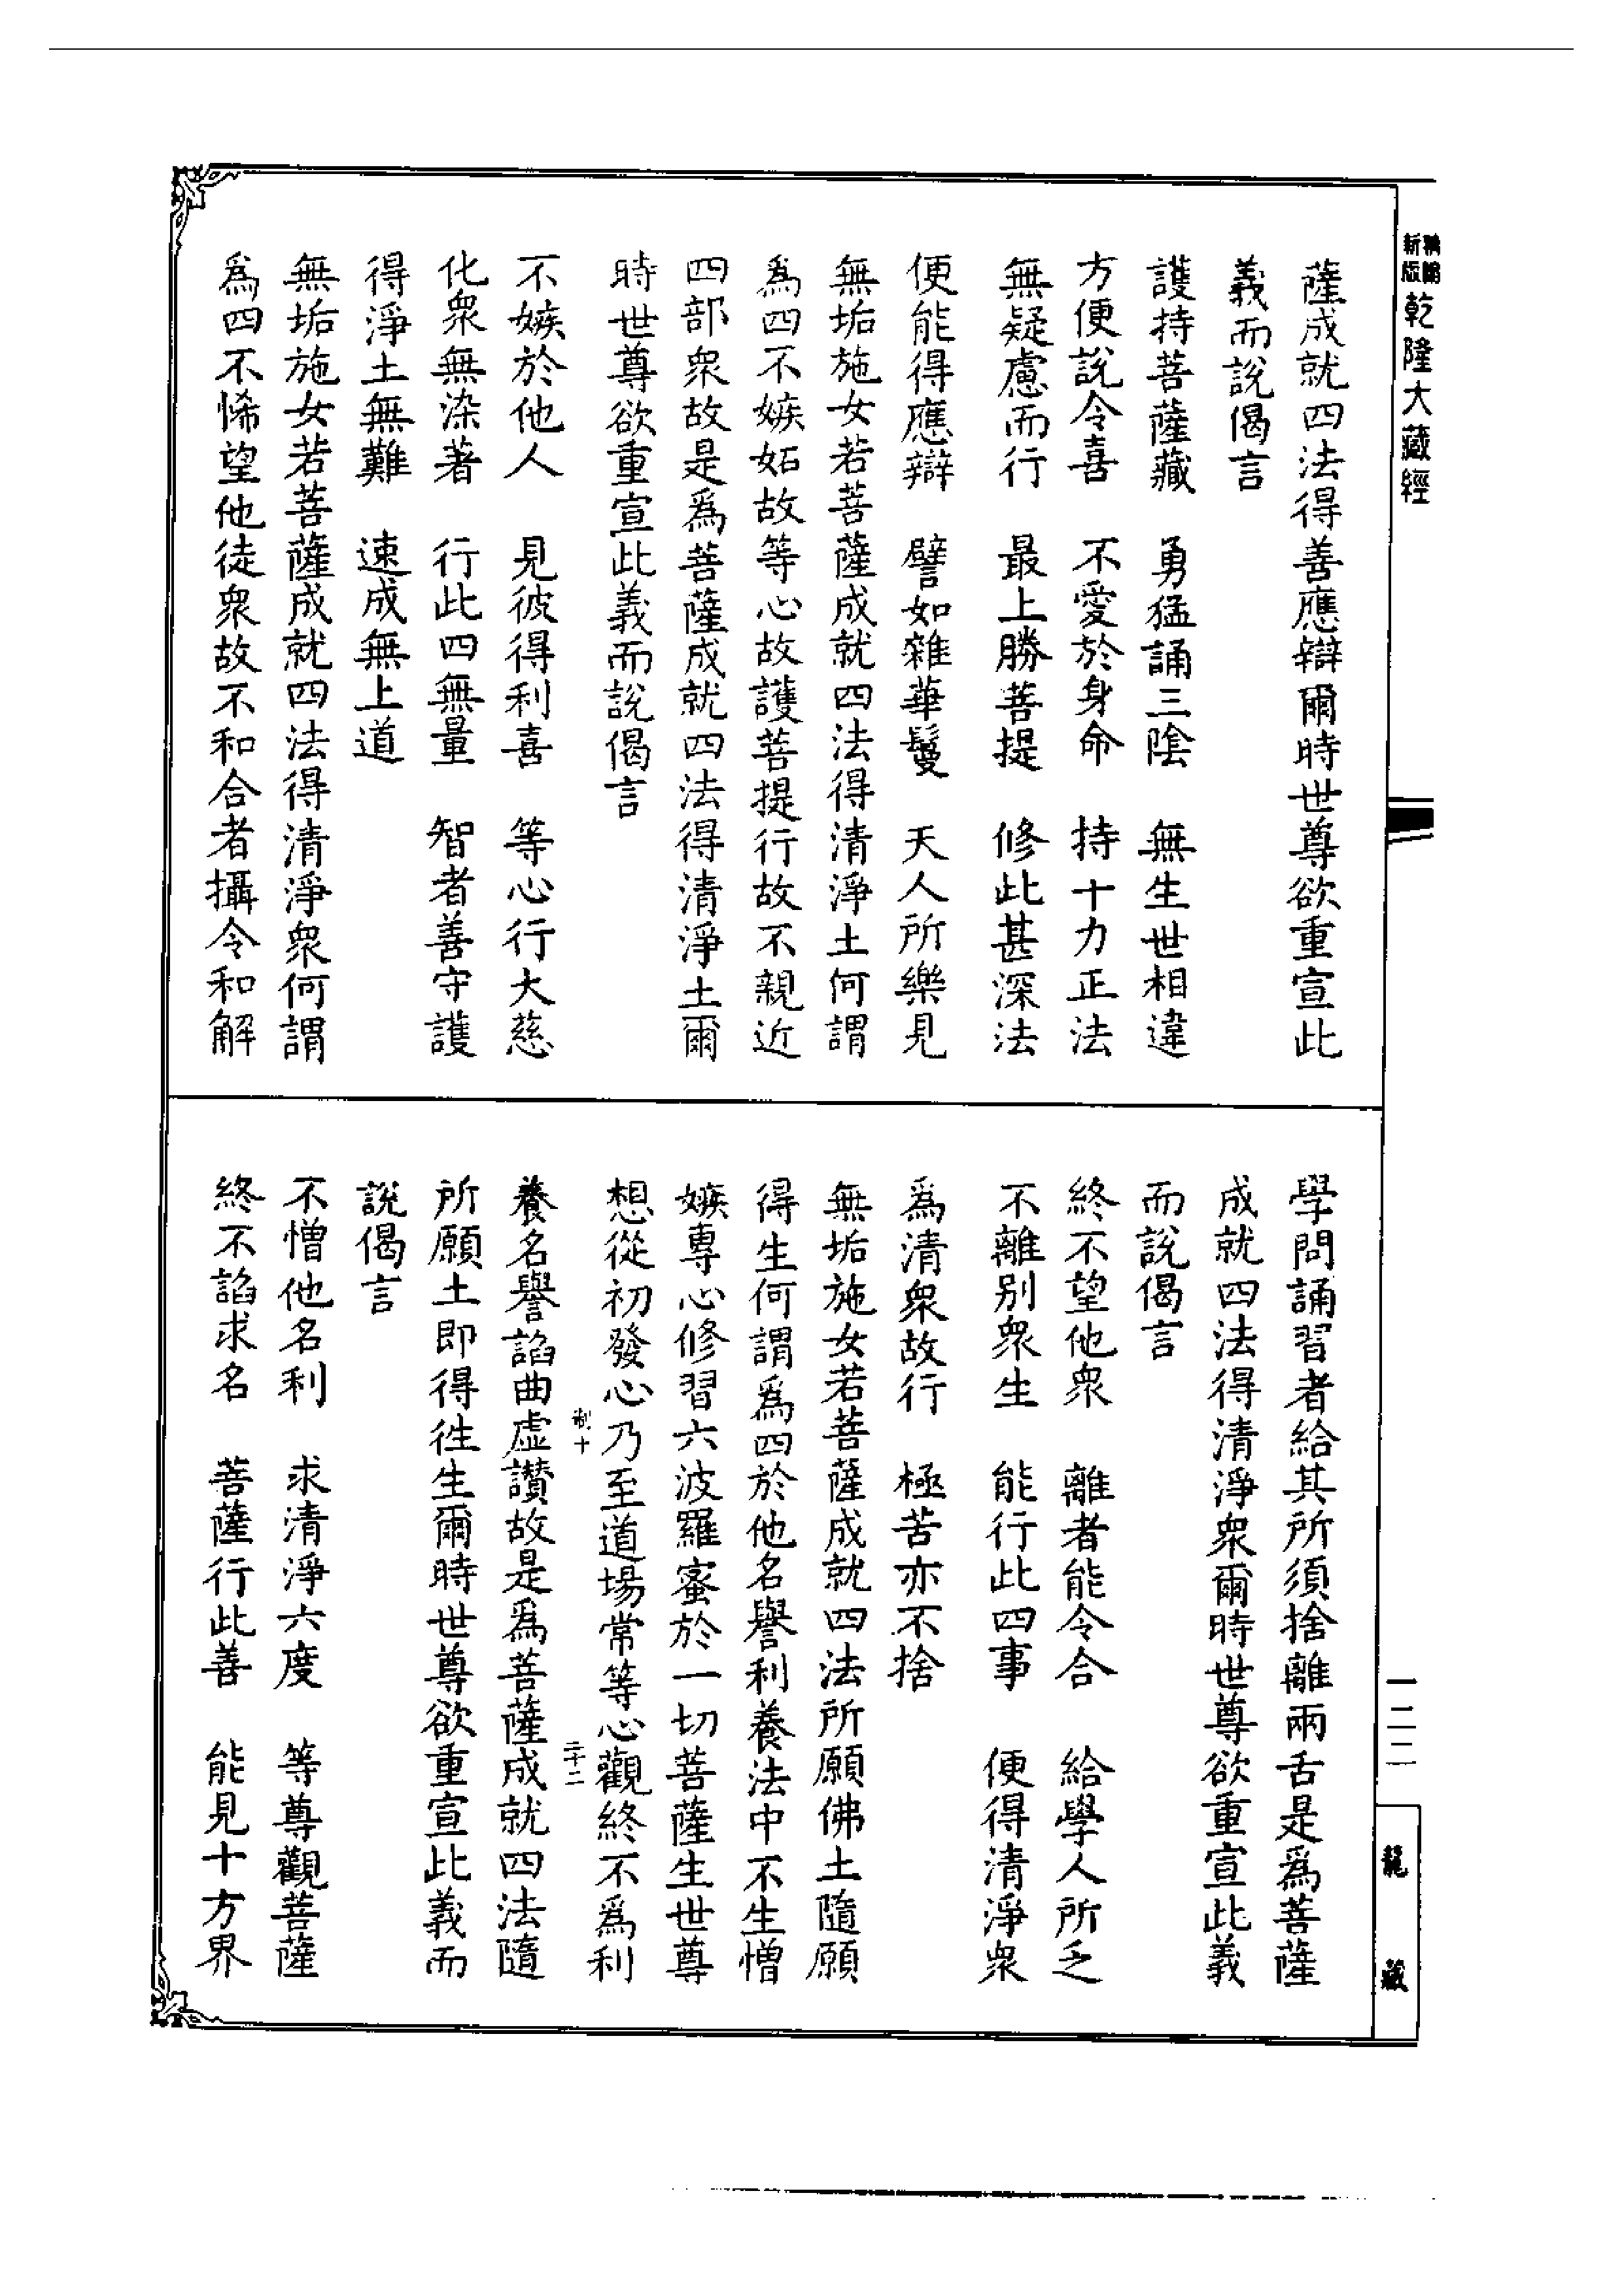 新版
乾隆大藏經
薩成就四法得善應辯爾時世尊欲重宣此
義而說偈言
護持菩薩藏　勇猛誦三陰　無生世相違
方便說令喜　不愛於身命　持十力正法
無疑慮而行　最上勝菩提　修此甚深法
便能得應辯　譬如雜華鬘　天人所樂見
無垢施女若菩薩成就四法得清淨土何謂
為四不嫉妬故等心故護菩提行故不親近
四部眾故是為菩薩成就四法得清淨土爾
時世尊欲重宣此義而說偈言
不嫉於他人　見彼得利喜　等心行大慈
化眾無染著　行此四無量　智者善守護
得淨土無難　速成無上道
無垢施女若菩薩成就四法得清淨眾何謂
為四不悕望他徒眾故不和合者攝令和解
學問誦習者給其所須捨離兩舌是為菩薩
成就四法得清淨眾爾時世尊欲重宣此義
而說偈言
終不望他眾　離者能令合　給學人所乏
不離別眾生　能行此四事　便得清淨眾
為清眾故行　極苦亦不捨
無垢施女若菩薩成就四法所願佛土隨願
得生何謂為四於他名譽利養法中不生憎
嫉專心修習六波羅蜜於一切菩薩生世尊
想從初發心乃至道場常等心觀終不為利
制十　二十二
養名譽諂曲虛讚故是為菩薩成就四法隨
所願土即得徃生爾時世尊欲重宣此義而
說偈言
不憎他名利　求清淨六度　等尊觀菩薩
終不諂求名　菩薩行此善　能見十方界
一二二
龍藏